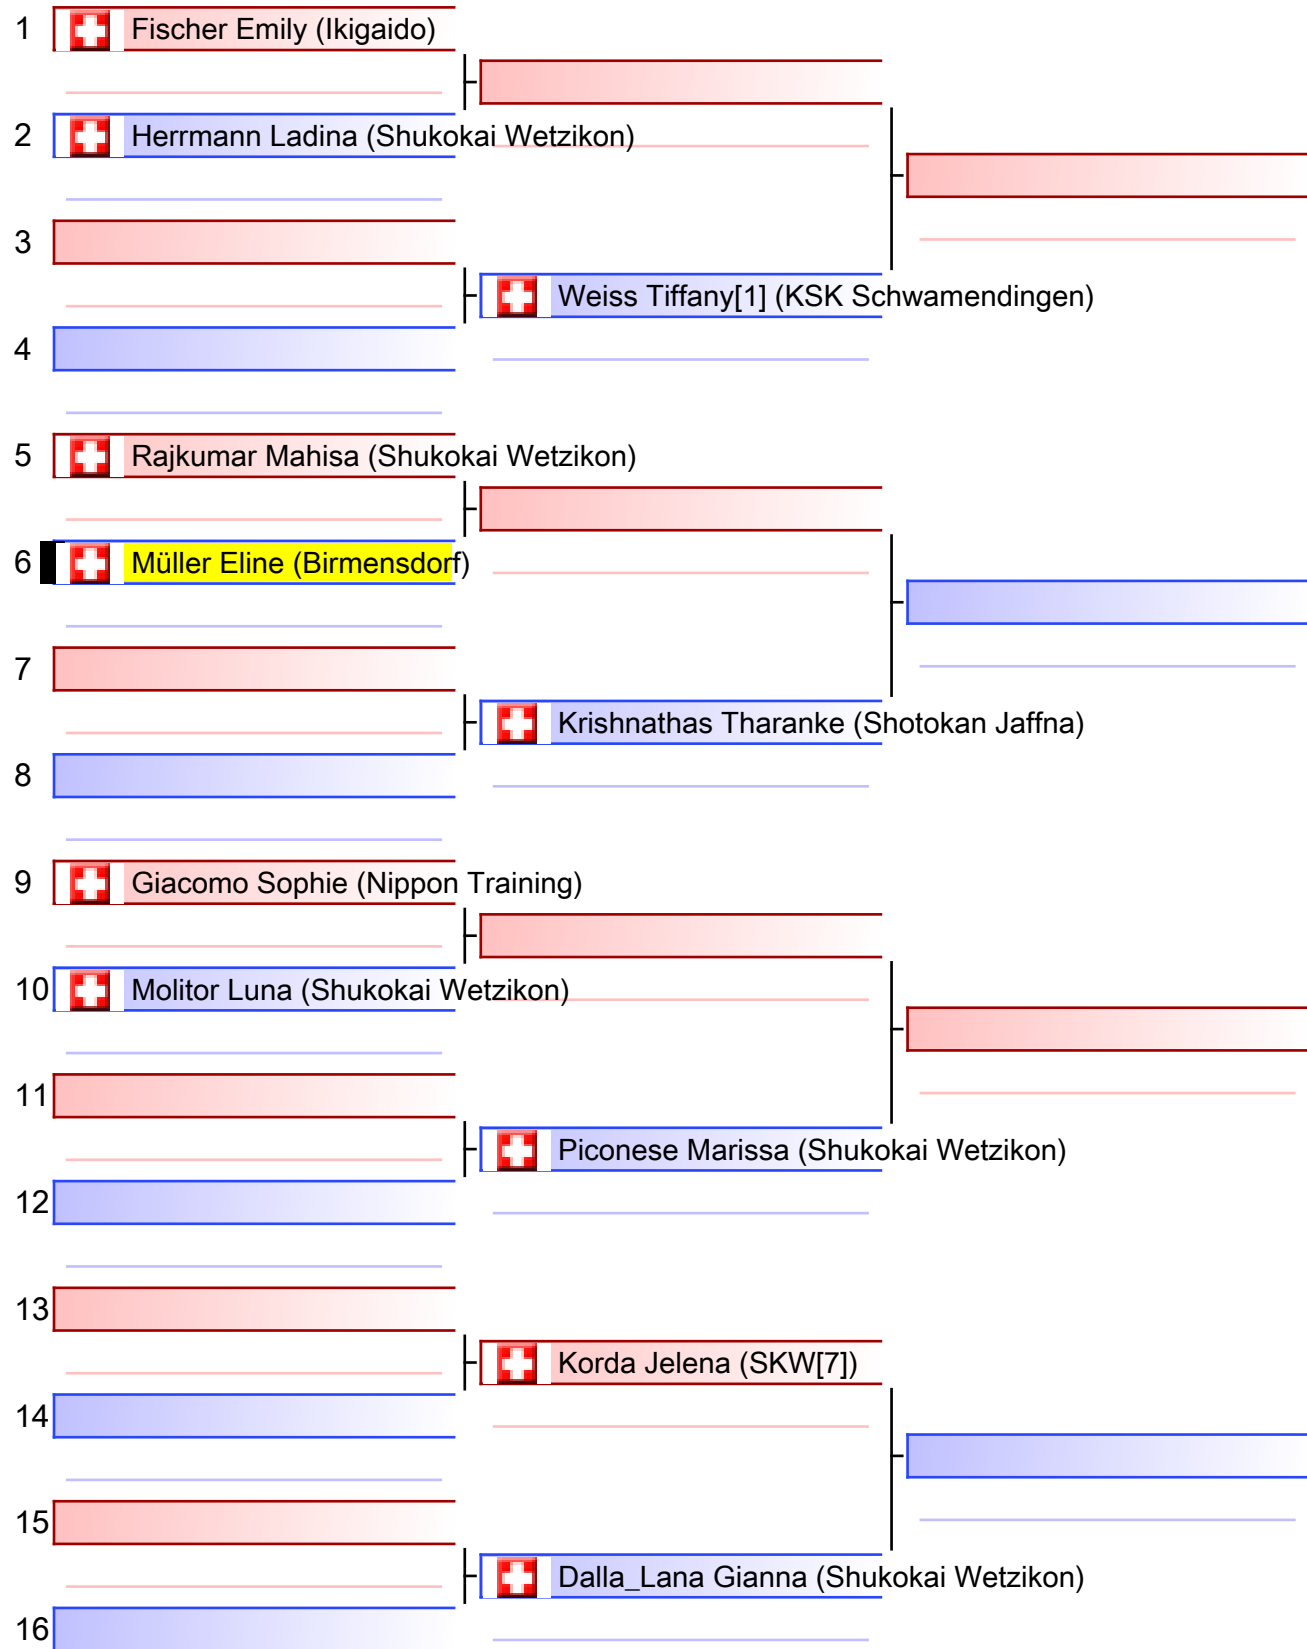 1 Fischer Emily (Ikigaido)
2 Herrmann Ladina (Shukokai Wetzikon)
3
Weiss Tiffany[1] (KSK Schwamendingen)
4
5 Rajkumar Mahisa (Shukokai Wetzikon)
6 Müller Eline (Birmensdorf)
7
Krishnathas Tharanke (Shotokan Jaffna)
8
9 Giacomo Sophie (Nippon Training)
10 Molitor Luna (Shukokai Wetzikon)
11
Piconese Marissa (Shukokai Wetzikon)
12
13
Korda Jelena (SKW[7])
14
15
Dalla_Lana Gianna (Shukokai Wetzikon)
16